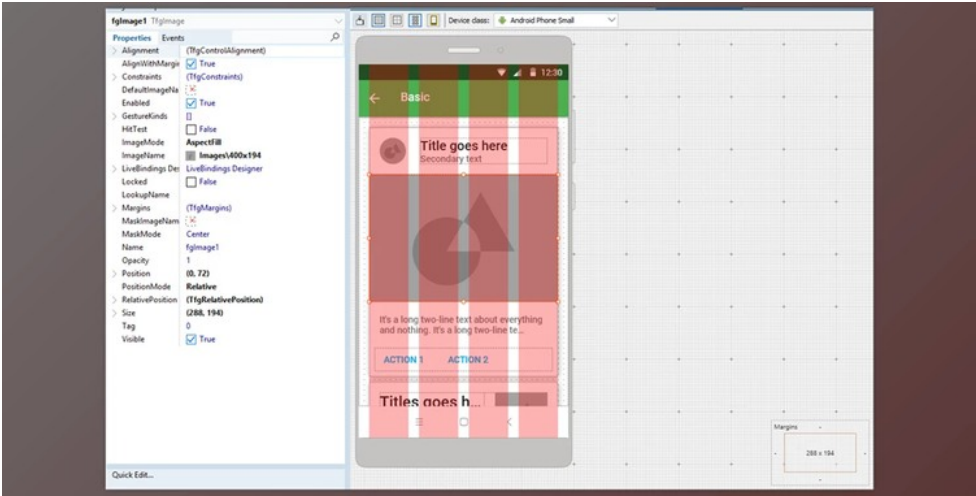 fgImage1 TfgImage
Device class: Android Phone Small
Properties Events
Alignment (TfgControlAlignment)
AlignWithMargin True
Constraints (TfgConstraints)
DefaultImageNa
Enabled True
GestureKinds []
HitTest False
ImageMode AspectFill
ImageName Images\400x194
LiveBindings Des LiveBindings Designer
Locked False
LookupName
Margins (TfgMargins)
MaskImageNam
MaskMode Center
Name fgImage1
Opacity 1
Position (0, 72)
PositionMode Relative
RelativePosition (TfgRelativePosition)
Size (288, 194)
Tag 0
Visible True
Quick Edit...
12:30
Basic
Title goes here
Secondary text
It's a long two-line text about everything
and nothing. It's a long two-line te...
ACTION 1 ACTION 2
Titles goes h...
Margins
288 x 194